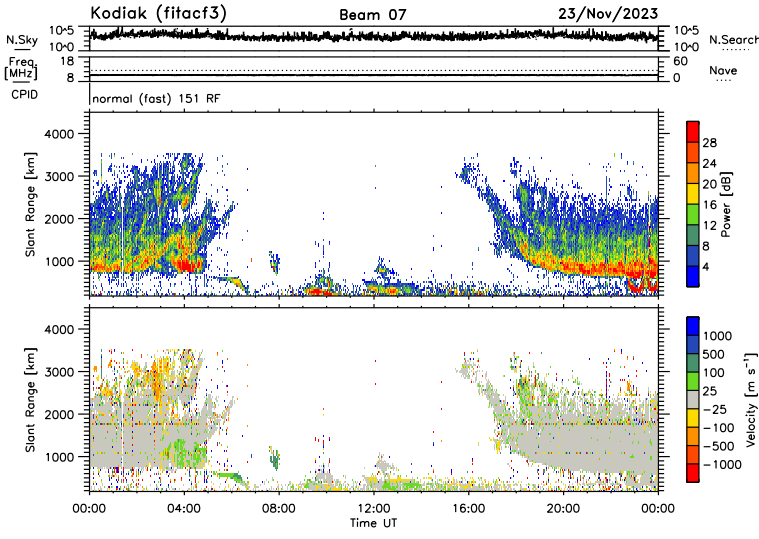 Kodiak (fitacf3) Beam 07 23/Nov/2023
N.Sky 10^5 10^0 10^5 10^0 N.Search
Freq. [MHz] 18 8 60 0 Nave
CPID normal (fast) 151 RF
Slant Range [km]
4000
3000
2000
1000
28
24
20
16
12
8
4
Power [dB]
Slant Range [km]
4000
3000
2000
1000
1000
500
100
25
−25
−100
−500
−1000
Velocity [m s⁻¹]
00:00 04:00 08:00 12:00 16:00 20:00 00:00
Time UT